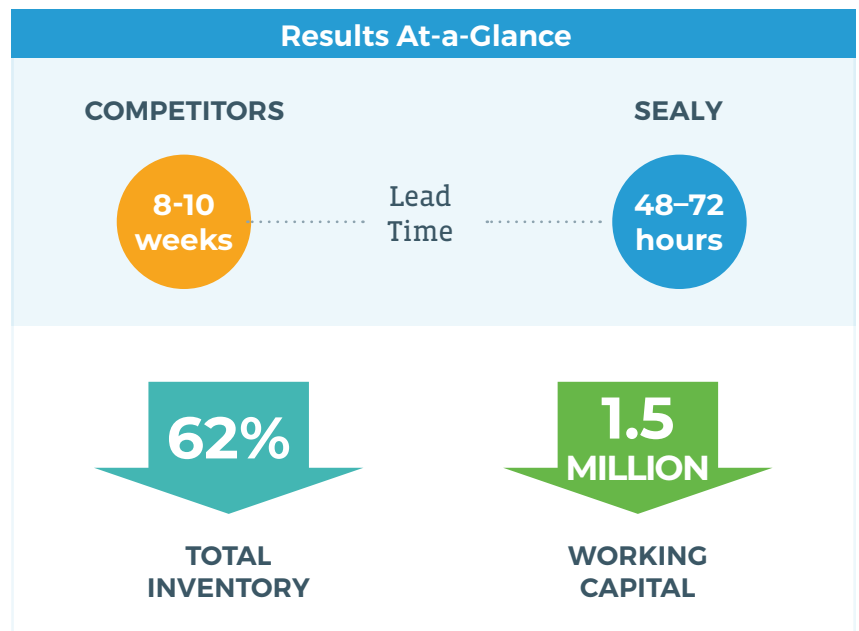 Results At-a-Glance
COMPETITORS
SEALY
8-10
weeks
Lead
Time
48–72
hours
62%
1.5
MILLION
TOTAL
INVENTORY
WORKING
CAPITAL